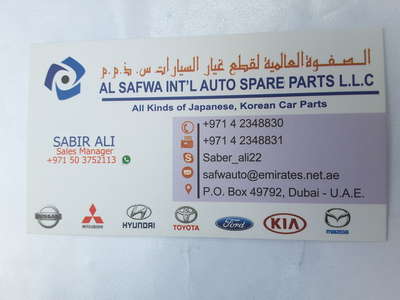 الصفوة العالمية لقطع غيار السيارات س. ذ.م.م
AL SAFWA INT'L AUTO SPARE PARTS L.L.C
All Kinds of Japanese, Korean Car Parts
SABIR ALI
Sales Manager
+971 50 3752113
+971 4 2348830
+971 4 2348831
Saber_ali22
safwauto@emirates.net.ae
P.O. Box 49792, Dubai - U.A.E.
NISSAN
MITSUBISHI
HYUNDAI
TOYOTA
Ford
KIA
mazda